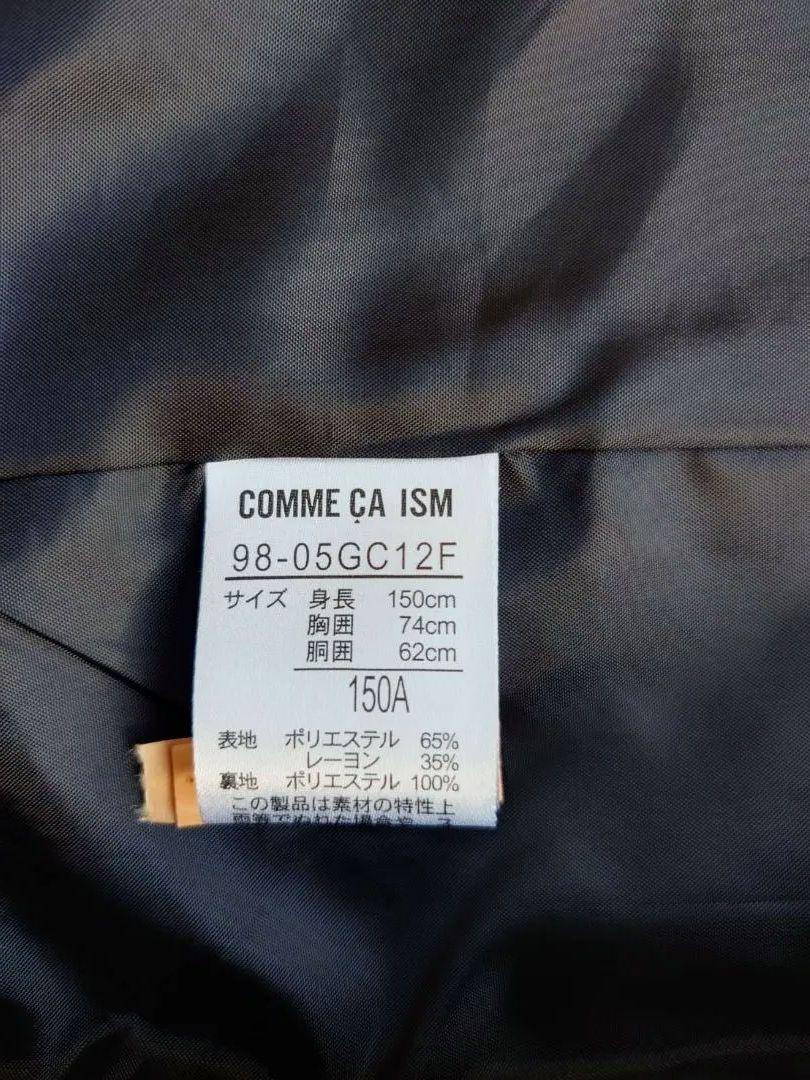 COMME ÇA ISM
98-05GC12F
サイズ 身長 150cm
胸囲 74cm
胴囲 62cm
150A
表地 ポリエステル 65%
レーヨン 35%
裏地 ポリエステル 100%
この製品は素材の特性上